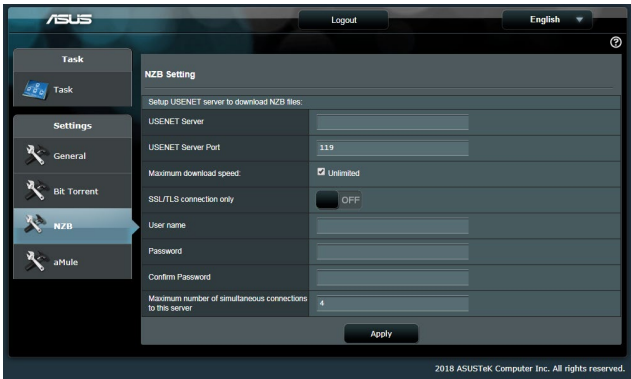 ASUS
Logout
English
Task
Task
Settings
General
Bit Torrent
NZB
aMule
NZB Setting
Setup USENET server to download NZB files:
USENET Server
USENET Server Port
119
Maximum download speed:
Unlimited
SSL/TLS connection only
OFF
User name
Password
Confirm Password
Maximum number of simultaneous connections
to this server
4
Apply
2018 ASUSTeK Computer Inc. All rights reserved.